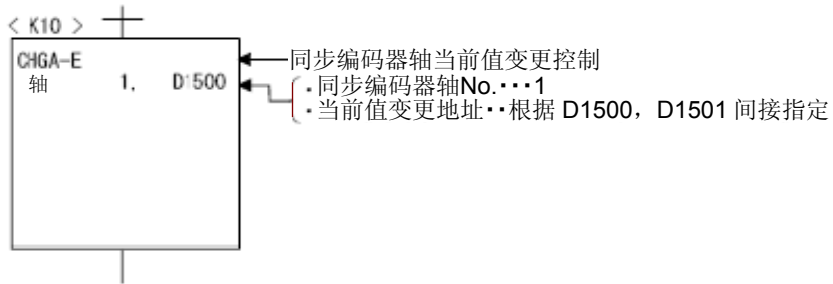 < K10 >
CHGA-E
同步编码器轴当前值变更控制
轴 1, D1500
·同步编码器轴No.···1
·当前值变更地址··根据 D1500，D1501 间接指定